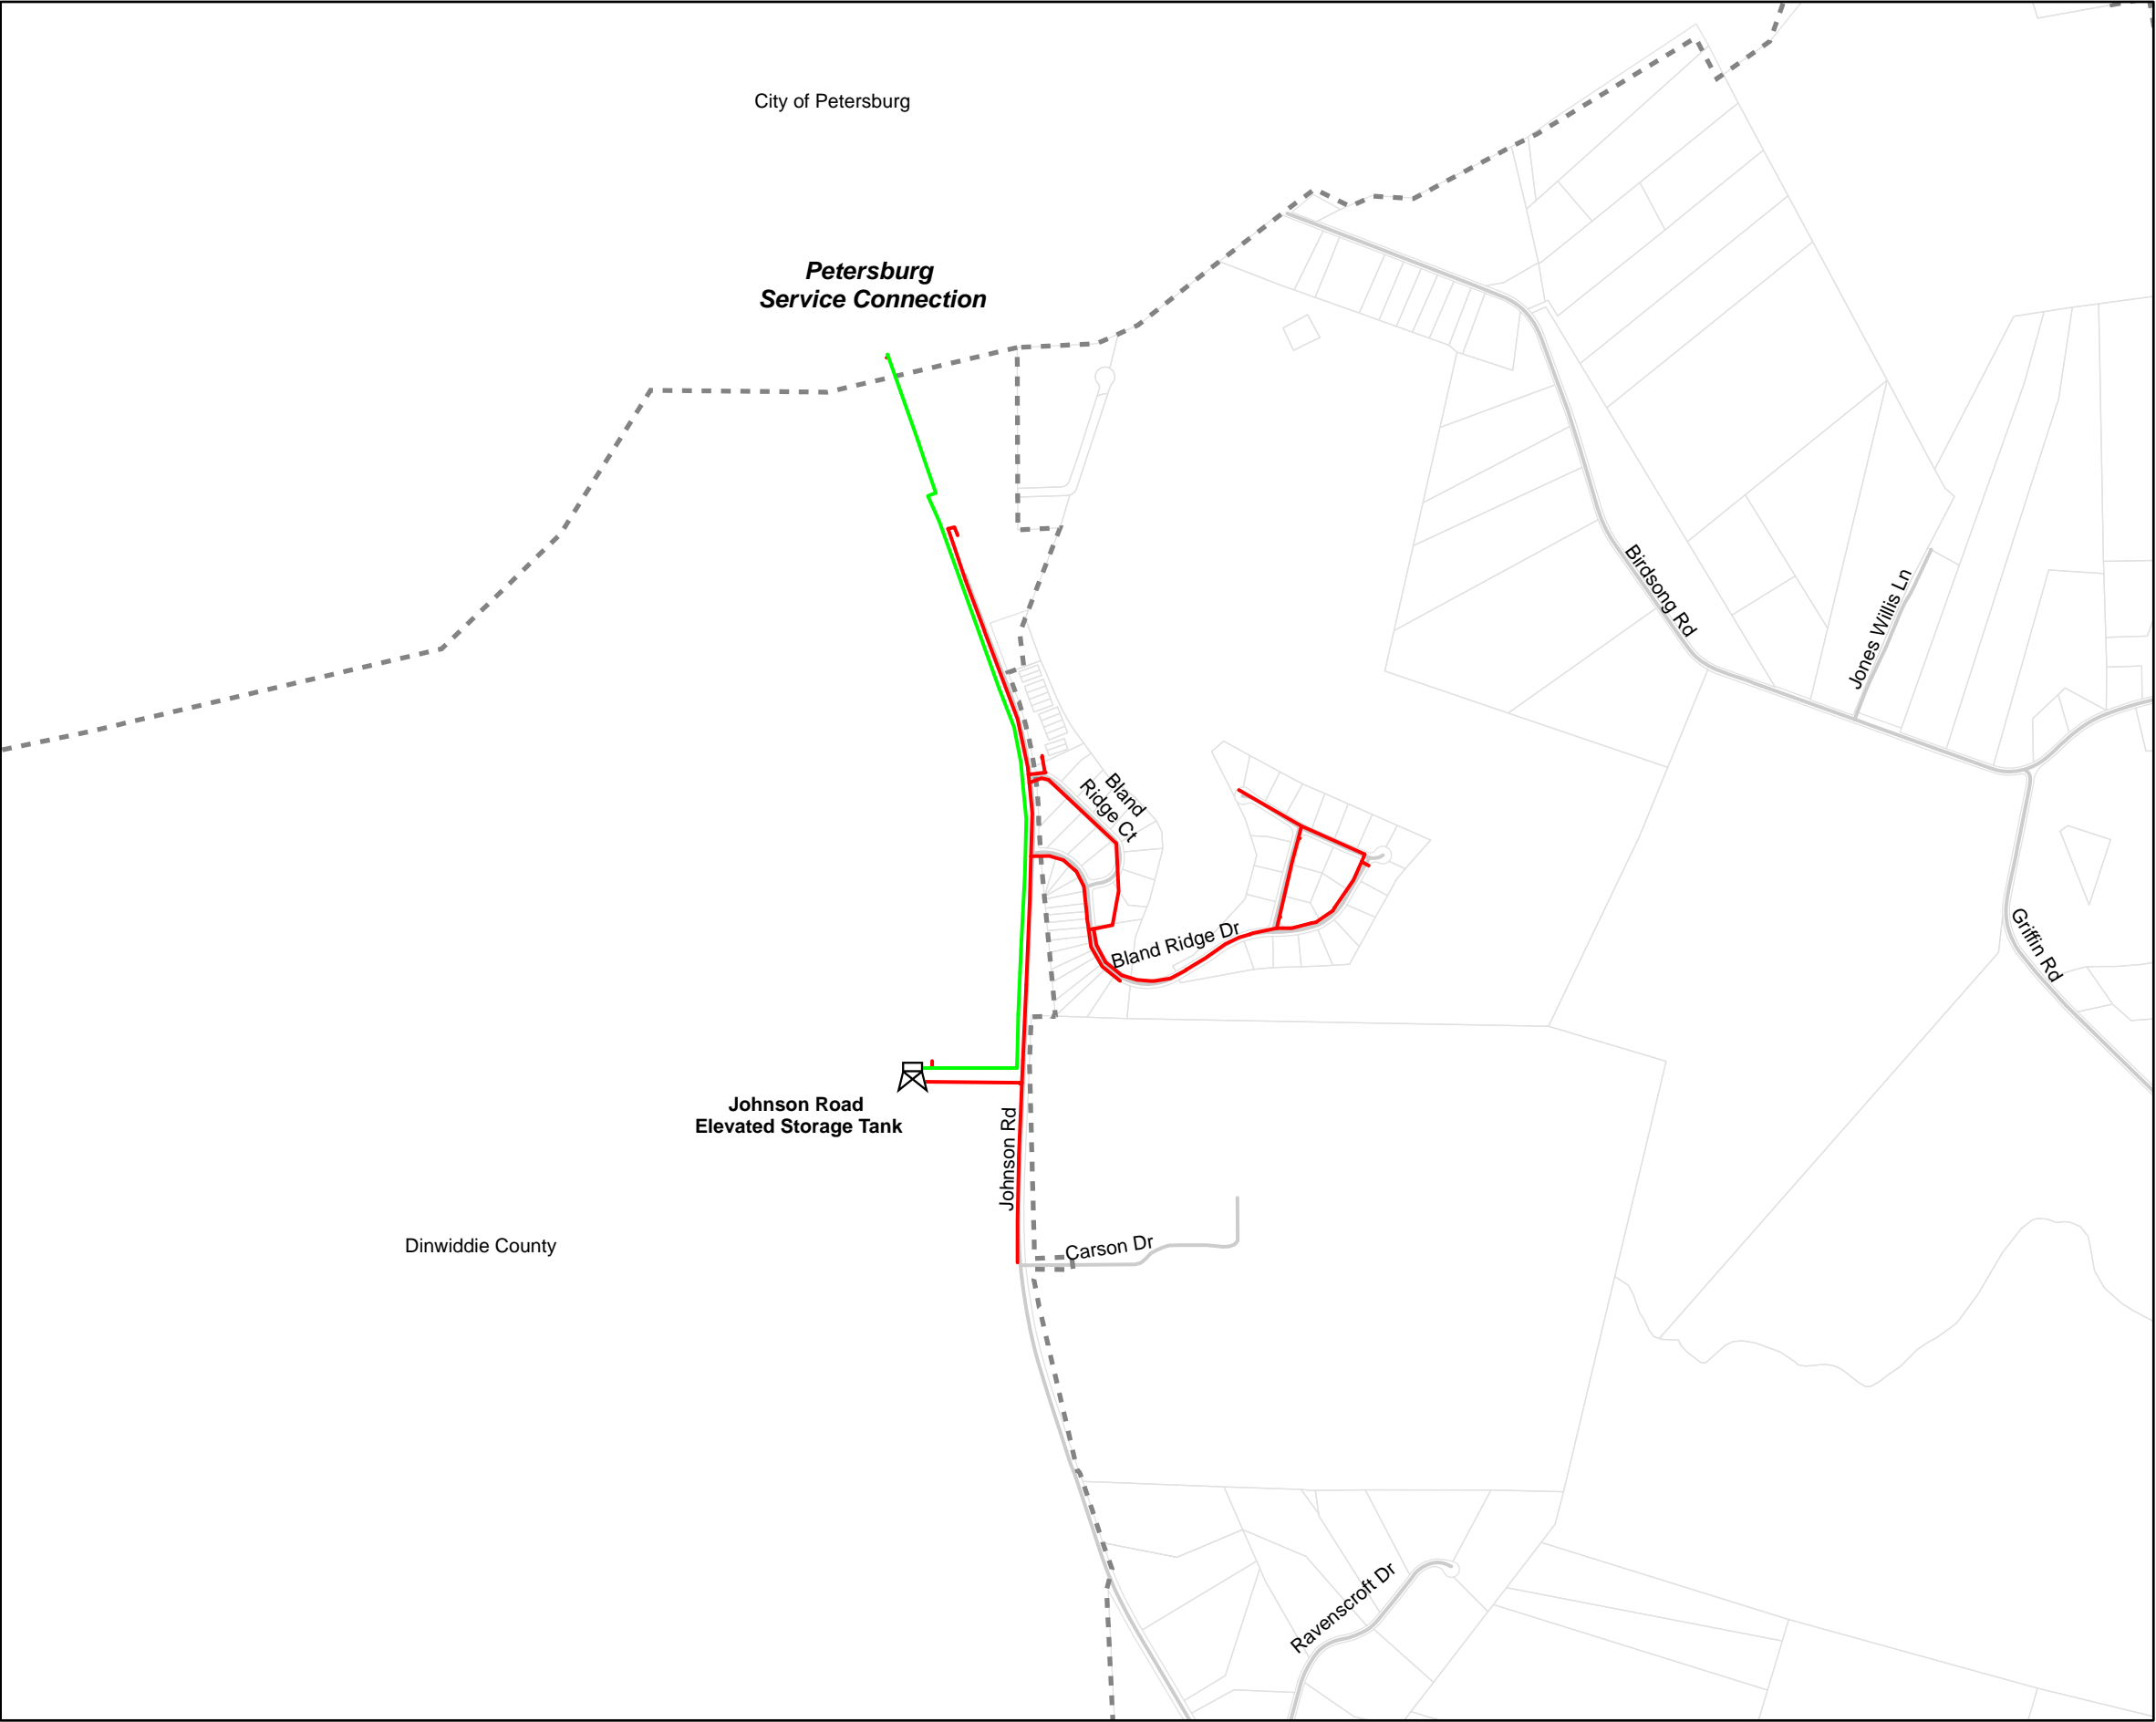 City of Petersburg
Petersburg
Service Connection
Birdsong Rd
Jones Willis Ln
Bland
Ridge Ct
Bland Ridge Dr
Griffin Rd
Johnson Road
Elevated Storage Tank
Johnson Rd
Carson Dr
Dinwiddie County
Ravenscroft Dr